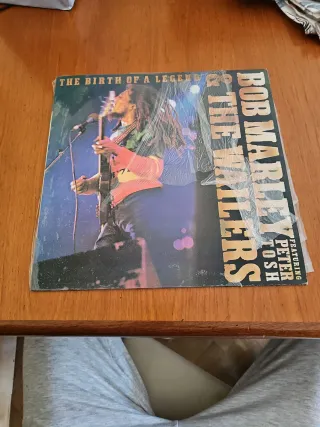 THE BIRTH OF A LEGEND
BOB MARLEY
& THE WAILERS
FEATURING
PETER
TOSH